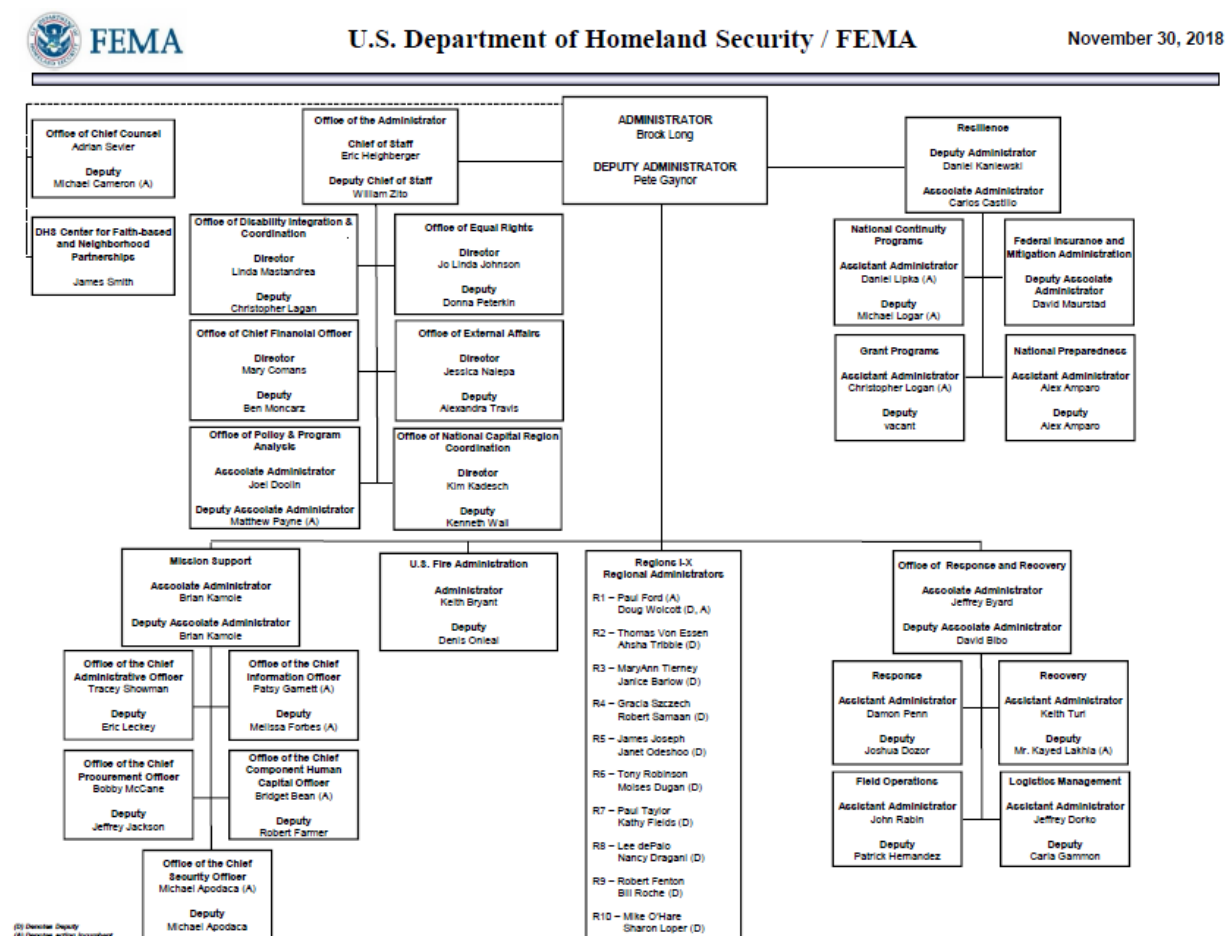 FEMA
U.S. Department of Homeland Security / FEMA
November 30, 2018
Office of Chief Counsel
Adrian Sevier
Deputy
Michael Cameron (A)
DHS Center for Faith-based
and Neighborhood
Partnerships
James Smith
Office of the Administrator
Chief of Staff
Eric Heighberger
Deputy Chief of Staff
William Zito
ADMINISTRATOR
Brock Long
DEPUTY ADMINISTRATOR
Pete Gaynor
Resilience
Deputy Administrator
Daniel Kaniewski
Associate Administrator
Carlos Castillo
Office of Disability Integration &
Coordination
Director
Linda Mastandrea
Deputy
Christopher Lagan
Office of Equal Rights
Director
Jo Linda Johnson
Deputy
Donna Peterkin
Office of Chief Financial Officer
Director
Mary Comans
Deputy
Ben Moncarz
Office of External Affairs
Director
Jessica Nalepa
Deputy
Alexandra Travis
Office of Policy & Program
Analysis
Associate Administrator
Joel Doolin
Deputy Associate Administrator
Matthew Payne (A)
Office of National Capital Region
Coordination
Director
Kim Kadesch
Deputy
Kenneth Wall
National Continuity
Programs
Assistant Administrator
Daniel Lipka (A)
Deputy
Michael Logar (A)
Federal Insurance and
Mitigation Administration
Deputy Associate
Administrator
David Maurstad
Grant Programs
Assistant Administrator
Christopher Logan (A)
Deputy
vacant
National Preparedness
Assistant Administrator
Alex Amparo
Deputy
Alex Amparo
Mission Support
Associate Administrator
Brian Kamoie
Deputy Associate Administrator
Brian Kamoie
U.S. Fire Administration
Administrator
Keith Bryant
Deputy
Denis Onieal
Regions I-X
Regional Administrators
R1 – Paul Ford (A)
Doug Wolcott (D, A)
R2 – Thomas Von Essen
Ahsha Tribble (D)
R3 – MaryAnn Tierney
Janice Barlow (D)
R4 – Gracia Szczech
Robert Samaan (D)
R5 – James Joseph
Janet Odeshoo (D)
R6 – Tony Robinson
Moises Dugan (D)
R7 – Paul Taylor
Kathy Fields (D)
R8 – Lee dePalo
Nancy Dragani (D)
R9 – Robert Fenton
Bill Roche (D)
R10 – Mike O'Hare
Sharon Loper (D)
Office of Response and Recovery
Associate Administrator
Jeffrey Byard
Deputy Associate Administrator
David Bibo
Office of the Chief
Administrative Officer
Tracey Showman
Deputy
Eric Leckey
Office of the Chief
Information Officer
Patsy Garnett (A)
Deputy
Melissa Forbes (A)
Office of the Chief
Procurement Officer
Bobby McCane
Deputy
Jeffrey Jackson
Office of the Chief
Component Human
Capital Officer
Bridget Bean (A)
Deputy
Robert Farmer
Office of the Chief
Security Officer
Michael Apodaca (A)
Deputy
Michael Apodaca
Response
Assistant Administrator
Damon Penn
Deputy
Joshua Dozor
Recovery
Assistant Administrator
Keith Turi
Deputy
Mr. Kayed Lakhia (A)
Field Operations
Assistant Administrator
John Rabin
Deputy
Patrick Hernandez
Logistics Management
Assistant Administrator
Jeffrey Dorko
Deputy
Carla Gammon
(D) Denotes Deputy
(A) Denotes acting incumbent